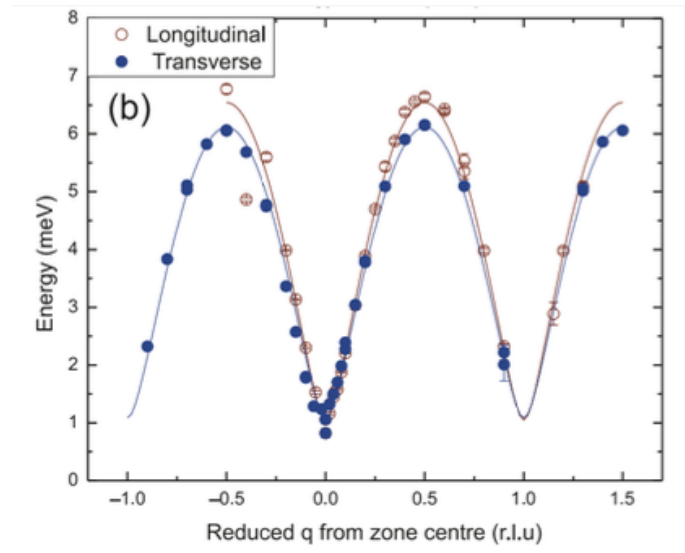 Longitudinal
Transverse
(b)
8
7
6
5
4
3
2
1
0
Energy (meV)
–1.0 –0.5 0.0 0.5 1.0 1.5
Reduced q from zone centre (r.l.u)